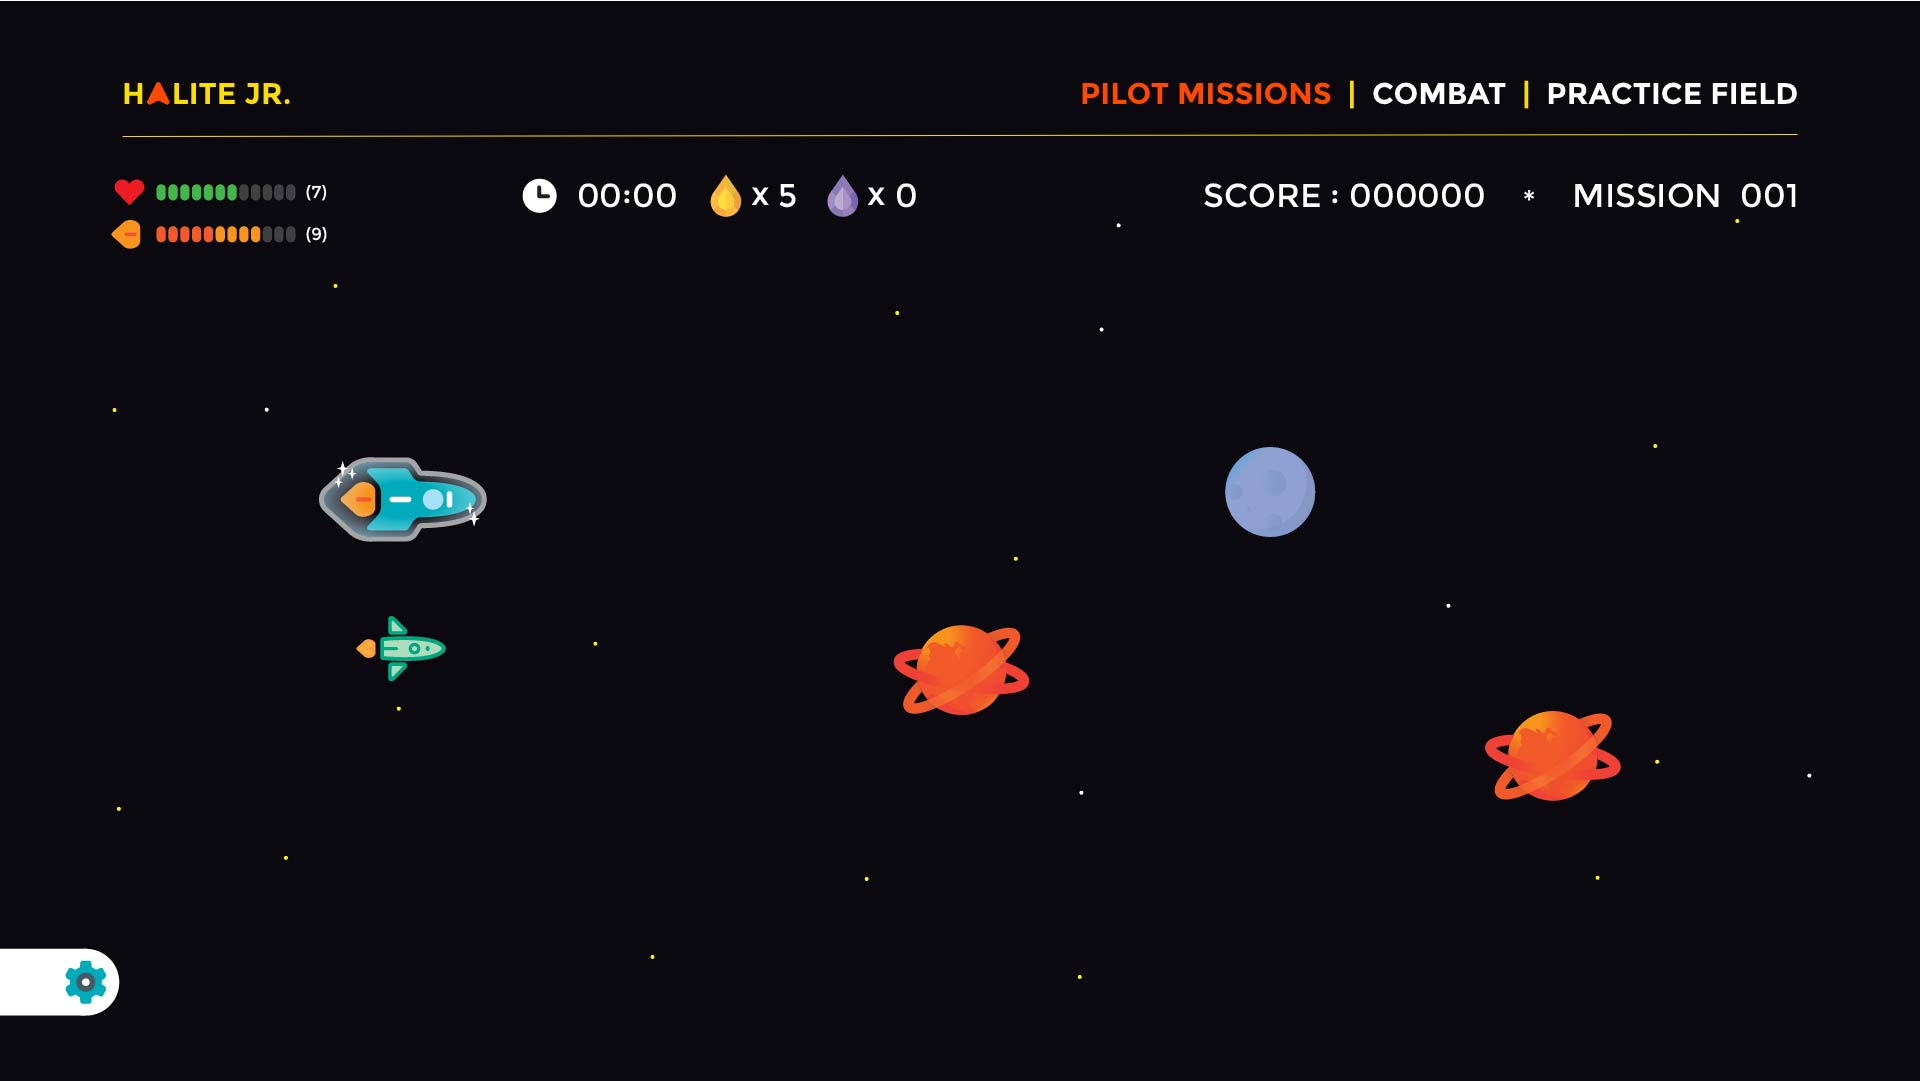 HALITE JR.
PILOT MISSIONS | COMBAT | PRACTICE FIELD
(7)
00:00 x 5 x 0
SCORE : 000000 * MISSION 001
(9)